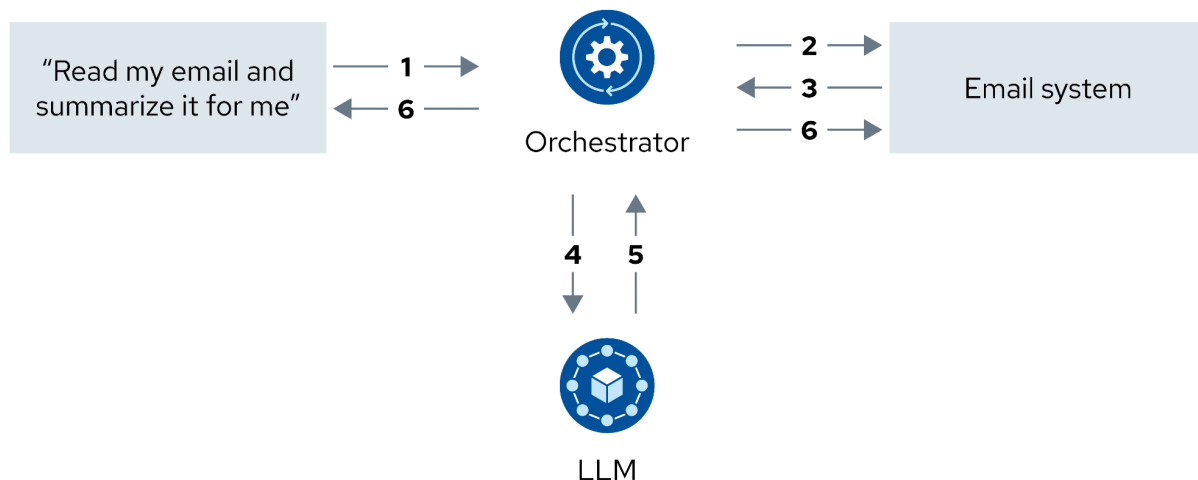 “Read my email and
summarize it for me”
1
6
Orchestrator
2
3
6
Email system
4
5
LLM